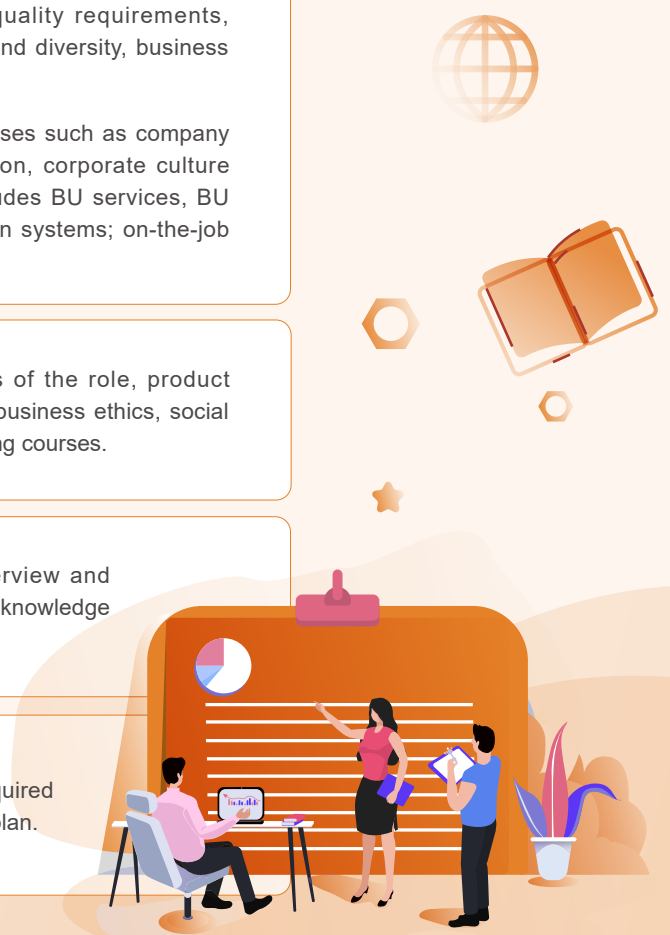 quality requirements,
nd diversity, business
ses such as company
on, corporate culture
udes BU services, BU
n systems; on-the-job
s of the role, product
business ethics, social
ng courses.
erview and
knowledge
quired
plan.